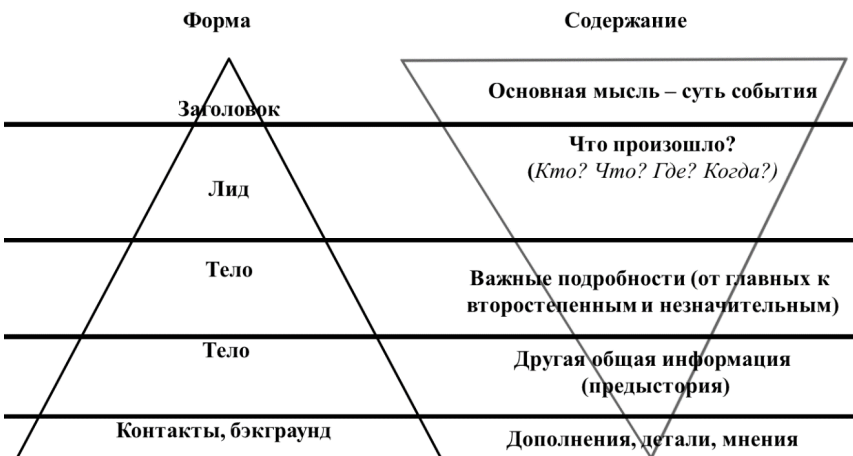 Форма
Содержание
Заголовок
Основная мысль – суть события
Лид
Что произошло?
(Кто? Что? Где? Когда?)
Тело
Важные подробности (от главных к
второстепенным и незначительным)
Тело
Другая общая информация
(предыстория)
Контакты, бэкграунд
Дополнения, детали, мнения